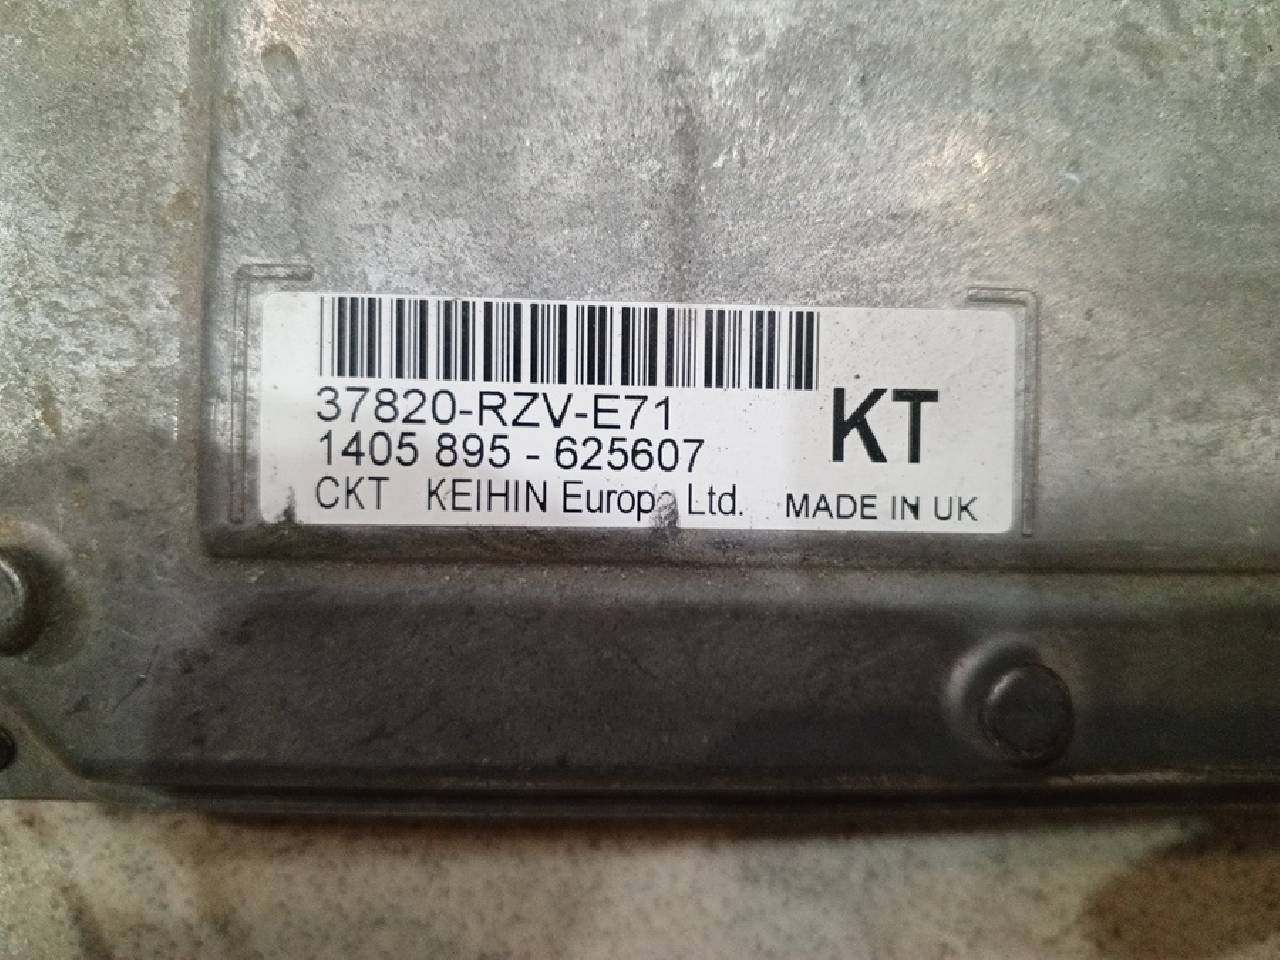 37820-RZV-E71
1405 895 - 625607
KT
CKT KEIHIN Europe Ltd. MADE IN UK